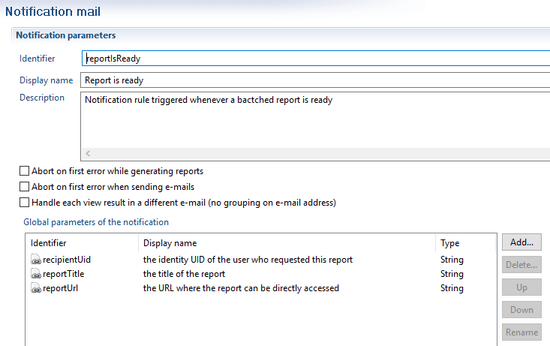 Notification mail
Notification parameters
Identifier reportIsReady
Display name Report is ready
Description Notification rule triggered whenever a bactched report is ready
Abort on first error while generating reports
Abort on first error when sending e-mails
Handle each view result in a different e-mail (no grouping on e-mail address)
Global parameters of the notification
Identifier Display name Type Add...
recipientUid the identity UID of the user who requested this report String Delete...
reportTitle the title of the report String
reportUrl the URL where the report can be directly accessed String Up
Down
Rename